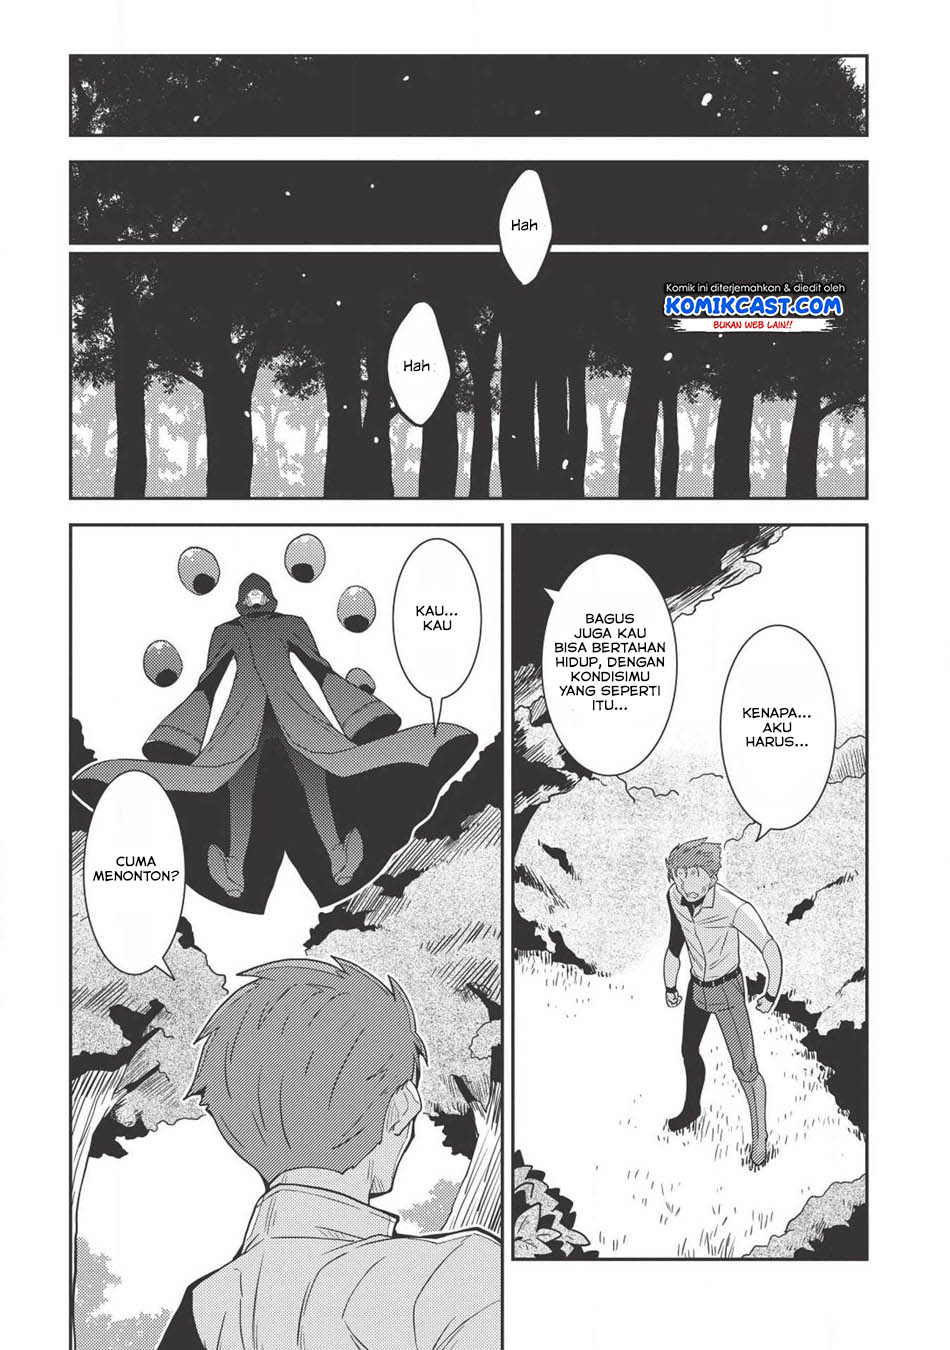 Hah
Komik ini diterjemahkan & diedit oleh
KOMIKCAST.COM
BUKAN WEB LAIN!!
Hah
BAGUS
JUGA KAU
BISA BERTAHAN
HIDUP, DENGAN
KONDISIMU
YANG SEPERTI
ITU...
KENAPA...
AKU
HARUS...
KAU...
KAU
CUMA
MENONTON?